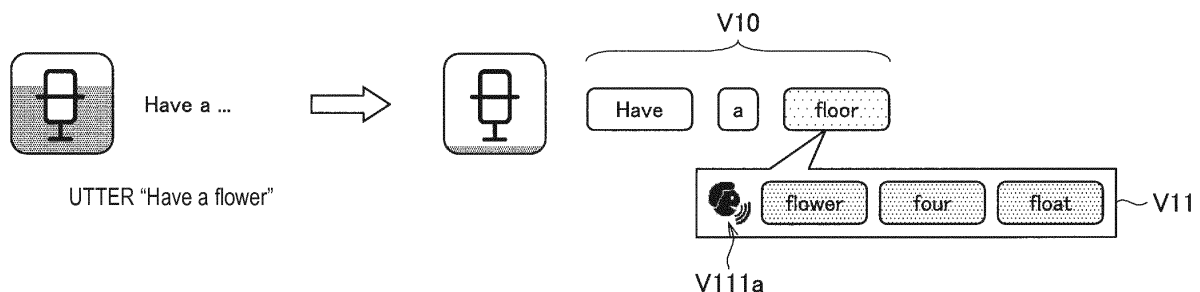 V10
Have a ...
Have a floor
UTTER “Have a flower”
flower four float
V11
V111a